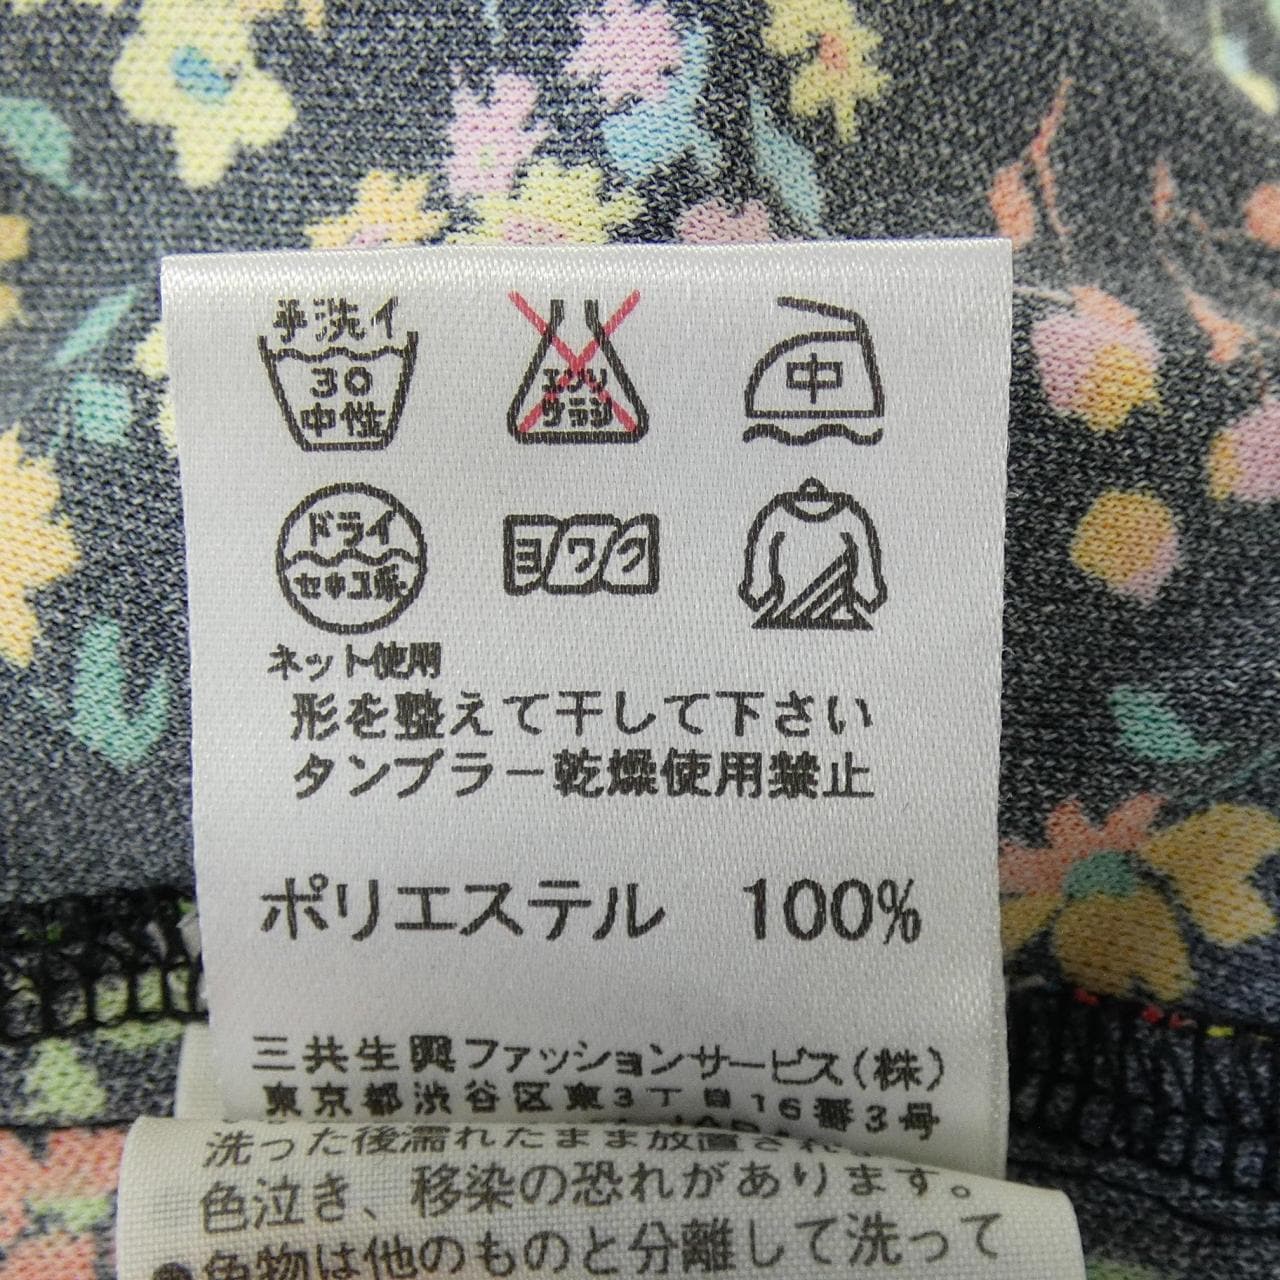 手洗イ
30
中性
エンソ
サラシ
中
ドライ
セキユ系
ヨワク
ネット使用
形を整えて干して下さい
タンブラー乾燥使用禁止
ポリエステル 100%
三共生興ファッションサービス(株)
東京都渋谷区東3丁目16番3号
洗った後濡れたまま放置され
色泣き、移染の恐れがあります。
色物は他のものと分離して洗って